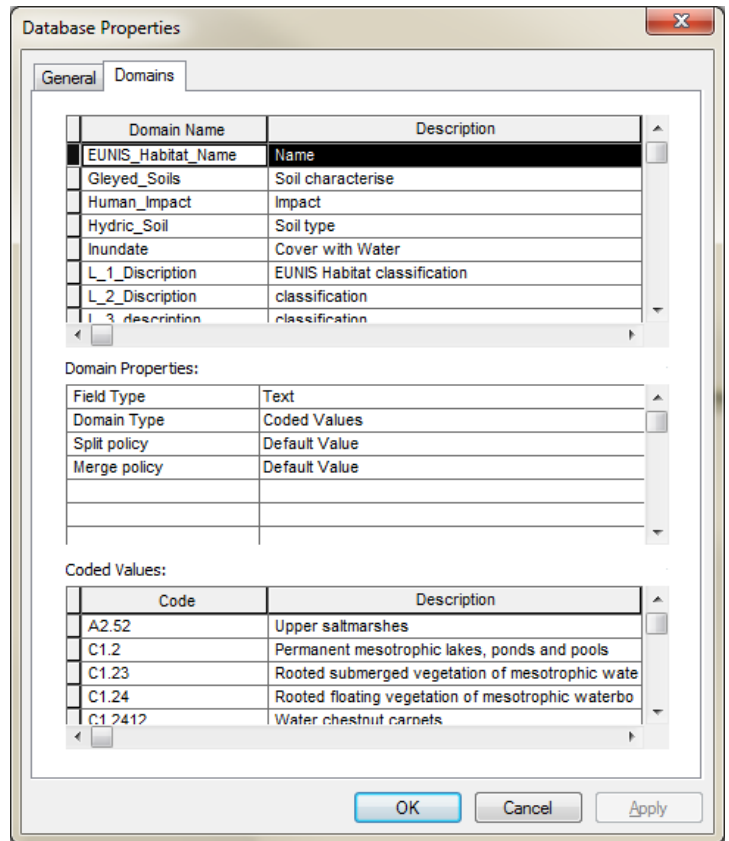 Database Properties
x
General Domains
Domain Name Description
EUNIS_Habitat_Name Name
Gleyed_Soils Soil characterise
Human_Impact Impact
Hydric_Soil Soil type
Inundate Cover with Water
L_1_Discription EUNIS Habitat classification
L_2_Discription classification
L_3_description classification
Domain Properties:
Field Type Text
Domain Type Coded Values
Split policy Default Value
Merge policy Default Value
Coded Values:
Code Description
A2.52 Upper saltmarshes
C1.2 Permanent mesotrophic lakes, ponds and pools
C1.23 Rooted submerged vegetation of mesotrophic wate
C1.24 Rooted floating vegetation of mesotrophic waterbo
C1.2412 Water chestnut carpets
OK Cancel Apply